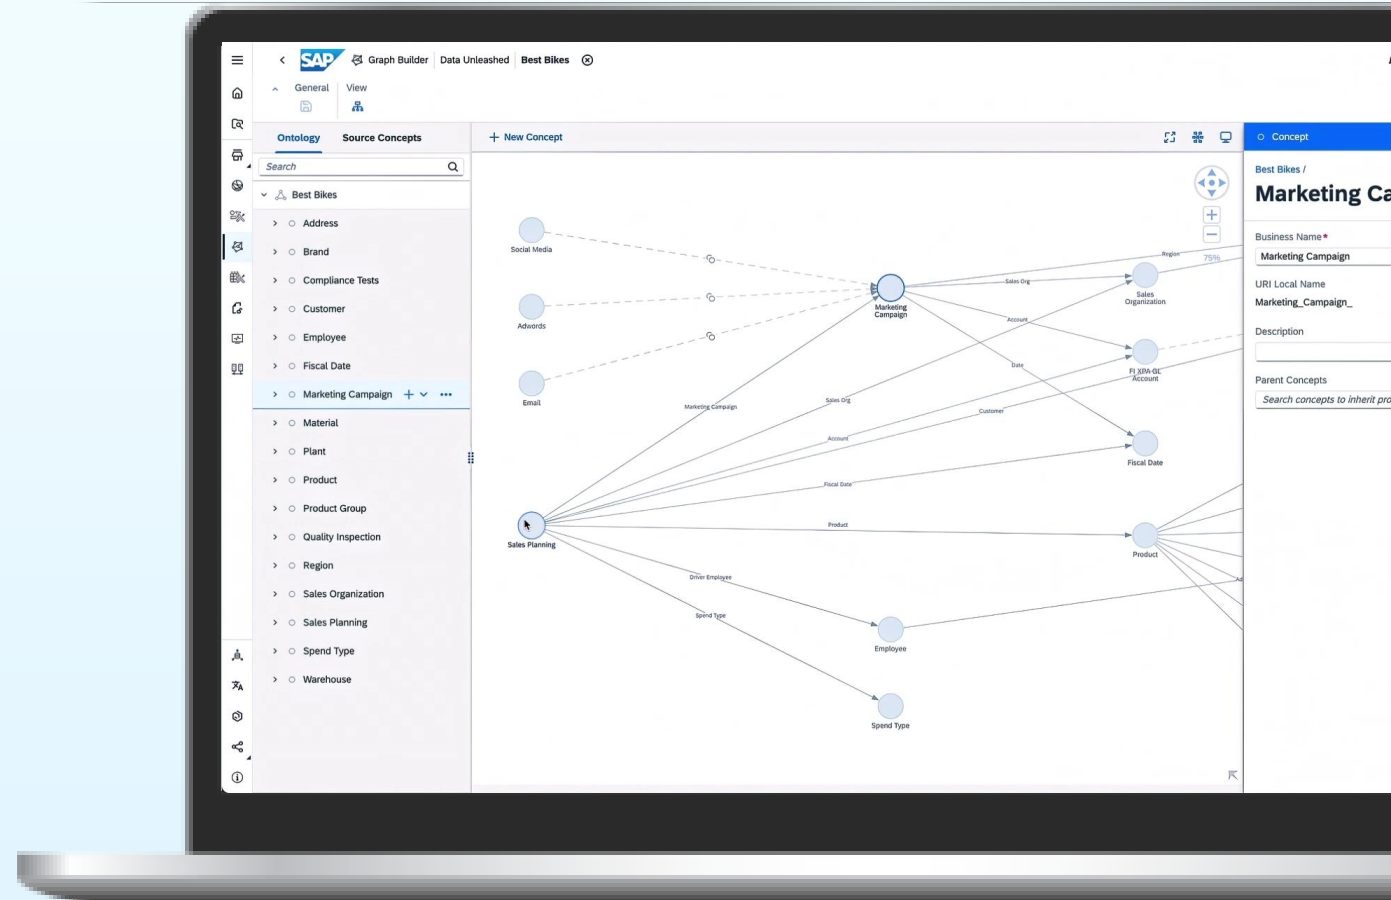 SAP Graph Builder Data Unleashed Best Bikes
General View
Ontology Source Concepts
Search
Best Bikes
Address
Brand
Compliance Tests
Customer
Employee
Fiscal Date
Marketing Campaign
Material
Plant
Product
Product Group
Quality Inspection
Region
Sales Organization
Sales Planning
Spend Type
Warehouse
+ New Concept
75%
Social Media
Adwords
Email
Marketing
Campaign
Region
Sales Org
Sales
Organization
Account
FI XPA-GL
Account
Date
Marketing Campaign
Sales Org
Customer
Account
Fiscal Date
Fiscal Date
Product
Product
Sales Planning
Driver Employee
Spend Type
Employee
Spend Type
Concept
Best Bikes /
Marketing Ca
Business Name*
Marketing Campaign
URI Local Name
Marketing_Campaign_
Description
Parent Concepts
Search concepts to inherit pro